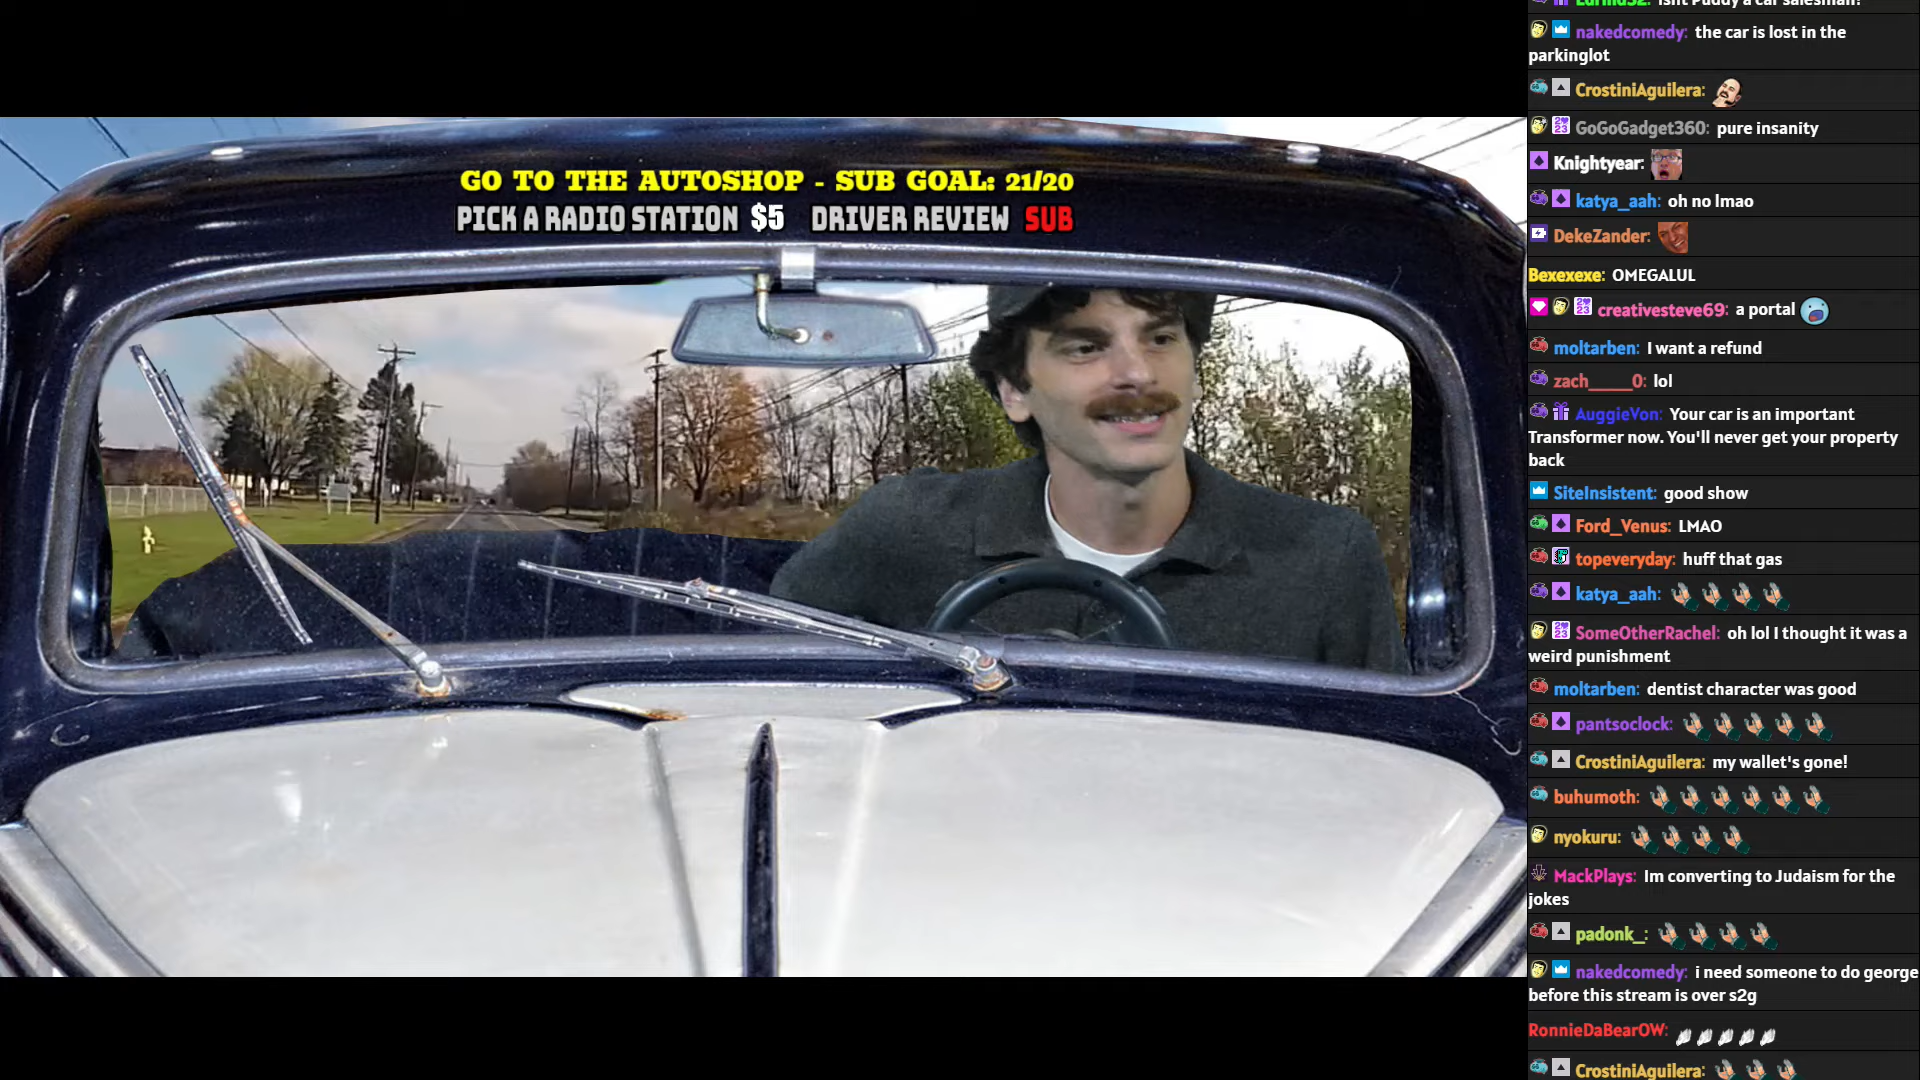 GO TO THE AUTOSHOP - SUB GOAL: 21/20
PICK A RADIO STATION $5 DRIVER REVIEW SUB
nakedcomedy: the car is lost in the
parkinglot
CrostiniAguilera:
GoGoGadget360: pure insanity
Knightyear:
katya_aah: oh no lmao
DekeZander:
Bexexexe: OMEGALUL
creativesteve69: a portal
moltarben: I want a refund
zach_____0: lol
AuggieVon: Your car is an important
Transformer now. You'll never get your property
back
SiteInsistent: good show
Ford_Venus: LMAO
topeveryday: huff that gas
katya_aah:
SomeOtherRachel: oh lol I thought it was a
weird punishment
moltarben: dentist character was good
pantsoclock:
CrostiniAguilera: my wallet's gone!
buhumoth:
nyokuru:
MackPlays: Im converting to Judaism for the
jokes
padonk_:
nakedcomedy: i need someone to do george
before this stream is over s2g
RonnieDaBearOW:
CrostiniAguilera: